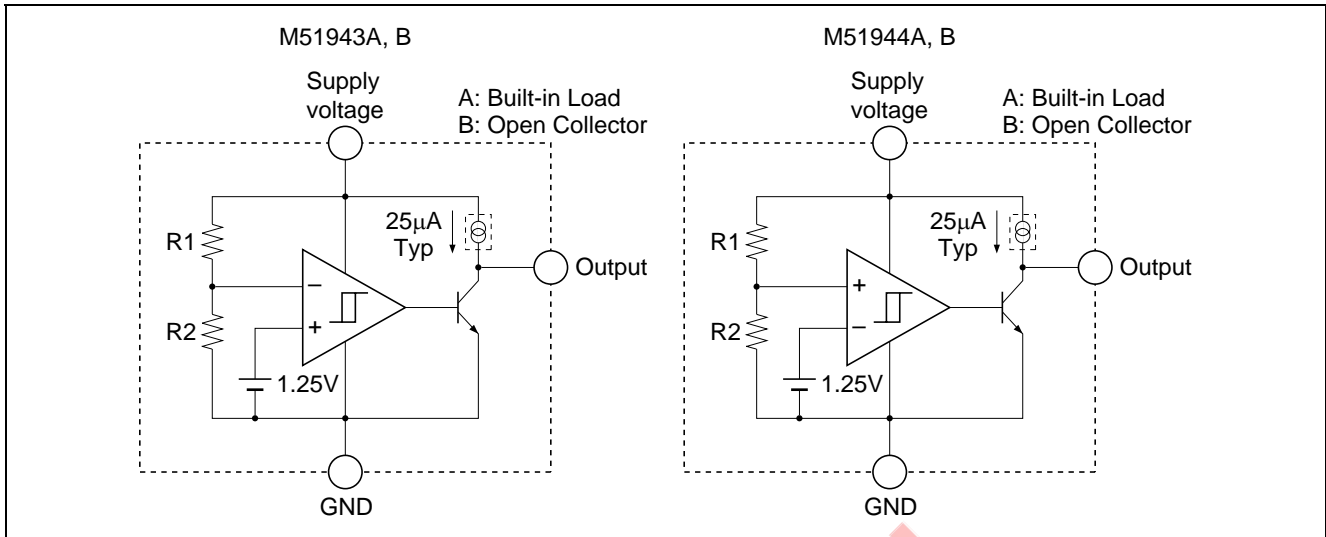 M51943A, B
Supply
voltage
A: Built-in Load
B: Open Collector
25μA
Typ
R1
−
Output
R2
+
1.25V
GND
M51944A, B
Supply
voltage
A: Built-in Load
B: Open Collector
25μA
Typ
R1
+
Output
R2
−
1.25V
GND